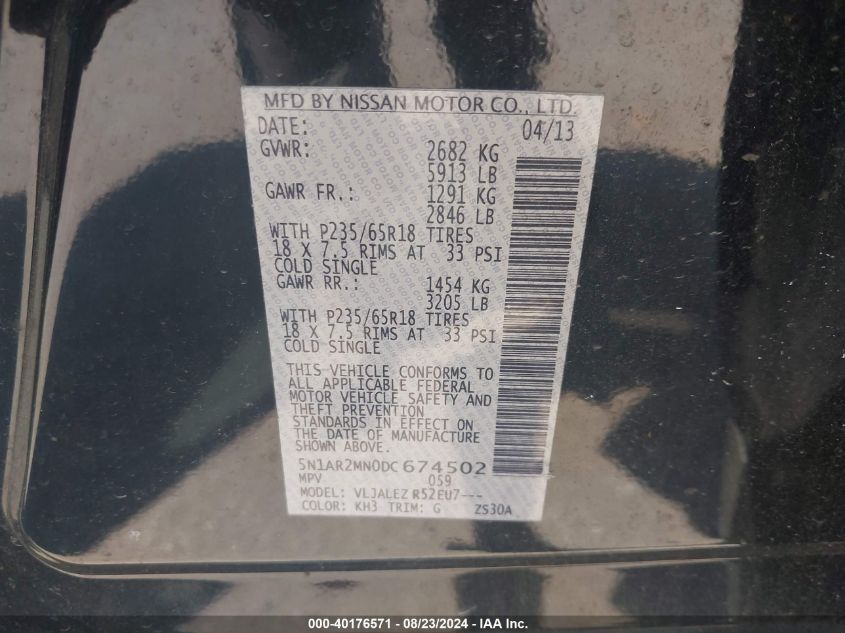 MFD BY NISSAN MOTOR CO., LTD.
DATE: 04/13
GVWR: 2682 KG
5913 LB
GAWR FR.: 1291 KG
2846 LB
WITH P235/65R18 TIRES
18 X 7.5 RIMS AT 33 PSI
COLD SINGLE
GAWR RR.: 1454 KG
3205 LB
WITH P235/65R18 TIRES
18 X 7.5 RIMS AT 33 PSI
COLD SINGLE
THIS VEHICLE CONFORMS TO
ALL APPLICABLE FEDERAL
MOTOR VEHICLE SAFETY AND
THEFT PREVENTION
STANDARDS IN EFFECT ON
THE DATE OF MANUFACTURE
SHOWN ABOVE.
5N1AR2MN0DC674502
MPV 059
MODEL: VLJALEZ R52EU7---
COLOR: KH3 TRIM: G ZS30A
000-40176571 - 08/23/2024 - IAA Inc.